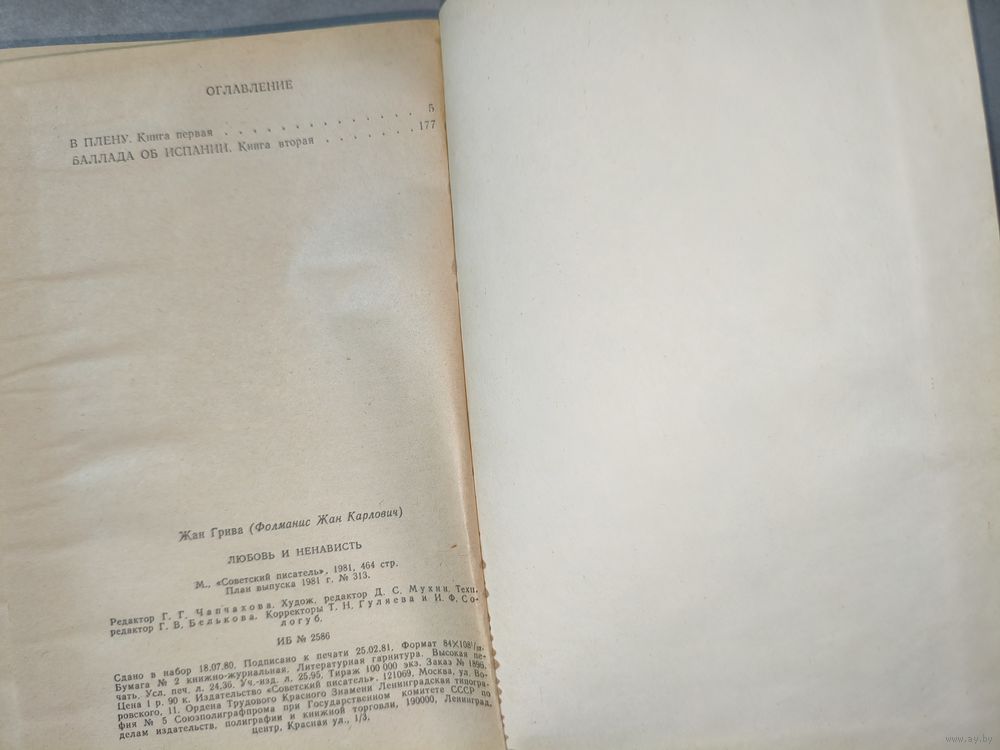 ОГЛАВЛЕНИЕ
В ПЛЕНУ. Книга первая . . . . . . . . . . . . . . 5
БАЛЛАДА ОБ ИСПАНИИ. Книга вторая . . . . . . . 177
Жан Грива (Фолманис Жан Карлович)
ЛЮБОВЬ И НЕНАВИСТЬ
М., «Советский писатель», 1981, 464 стр.
План выпуска 1981 г. № 313.
Редактор Г. Г. Чапчахова. Худож. редактор Д. С. Мухин. Техн.
редактор Г. В. Белькова. Корректоры Т. Н. Гуляева и И. Ф. Со-
логуб.
ИБ № 2586
Сдано в набор 18.07.80. Подписано к печати 25.02.81. Формат 84×108¹/₃₂.
Бумага № 2 книжно-журнальная. Литературная гарнитура. Высокая пе-
чать. Усл. печ. л. 24,36. Уч.-изд. л. 25,95. Тираж 100 000 экз. Заказ № 1896.
Цена 1 р. 90 к. Издательство «Советский писатель», 121069, Москва, ул. Во-
ровского, 11. Ордена Трудового Красного Знамени Ленинградская типогра-
фия № 5 Союзполиграфпрома при Государственном комитете СССР по
делам издательств, полиграфии и книжной торговли, 190000, Ленинград,
центр, Красная ул., 1/3.
www.ay.by